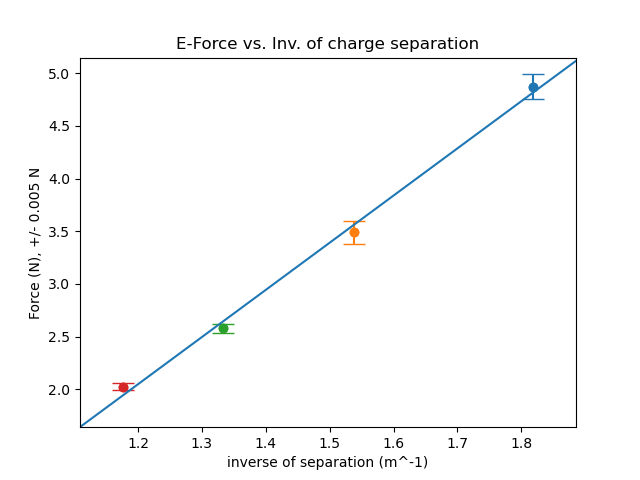 E-Force vs. Inv. of charge separation
5.0
4.5
4.0
3.5
3.0
2.5
2.0
Force (N), +/- 0.005 N
1.2 1.3 1.4 1.5 1.6 1.7 1.8
inverse of separation (m^-1)